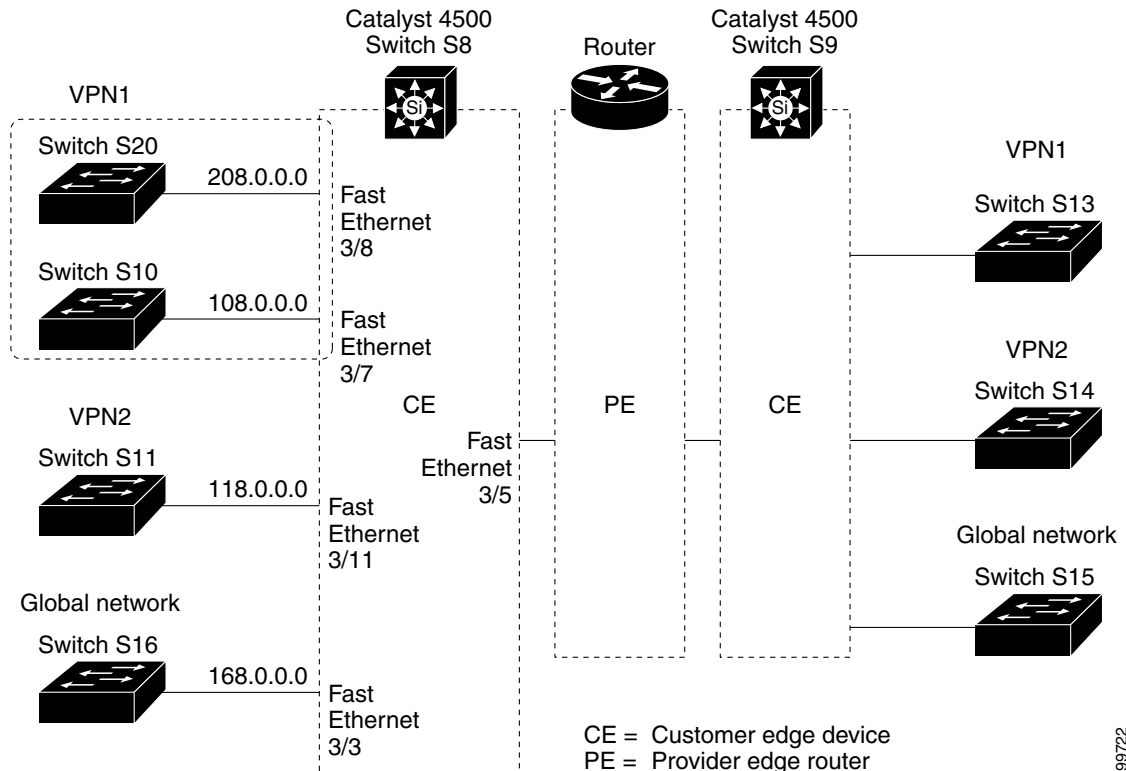 Catalyst 4500
Switch S8
Router
Catalyst 4500
Switch S9
Si
Si
VPN1
Switch S20
208.0.0.0
Fast
Ethernet
3/8
Switch S10
108.0.0.0
Fast
Ethernet
3/7
VPN2
Switch S11
118.0.0.0
Fast
Ethernet
3/11
Global network
Switch S16
168.0.0.0
Fast
Ethernet
3/3
CE
Fast
Ethernet
3/5
PE
CE
VPN1
Switch S13
VPN2
Switch S14
Global network
Switch S15
CE = Customer edge device
PE = Provider edge router
99722